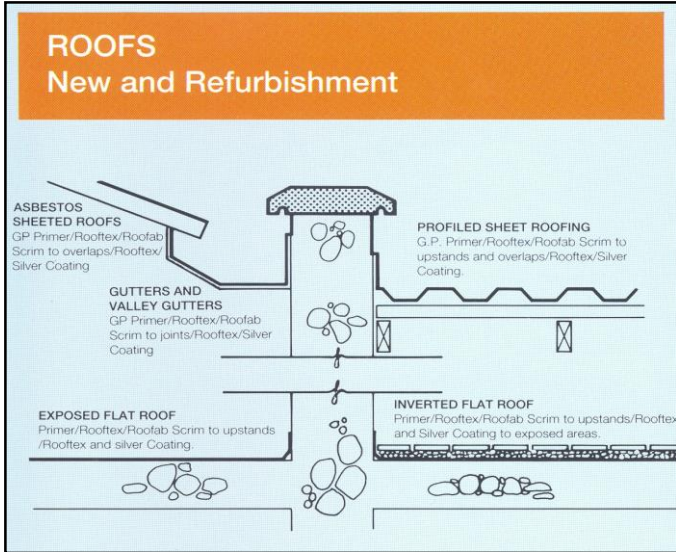 ROOFS
New and Refurbishment
ASBESTOS
SHEETED ROOFS
GP Primer/Rooftex/Roofab
Scrim to overlaps/Rooftex/
Silver Coating
PROFILED SHEET ROOFING
G.P. Primer/Rooftex/Roofab Scrim to
upstands and overlaps/Rooftex/Silver
Coating.
GUTTERS AND
VALLEY GUTTERS
GP Primer/Rooftex/Roofab
Scrim to joints/Rooftex/Silver
Coating
EXPOSED FLAT ROOF
Primer/Rooftex/Roofab Scrim to upstands
/Rooftex and silver Coating.
INVERTED FLAT ROOF
Primer/Rooftex/Roofab Scrim to upstands/Rooftex
and Silver Coating to exposed areas.